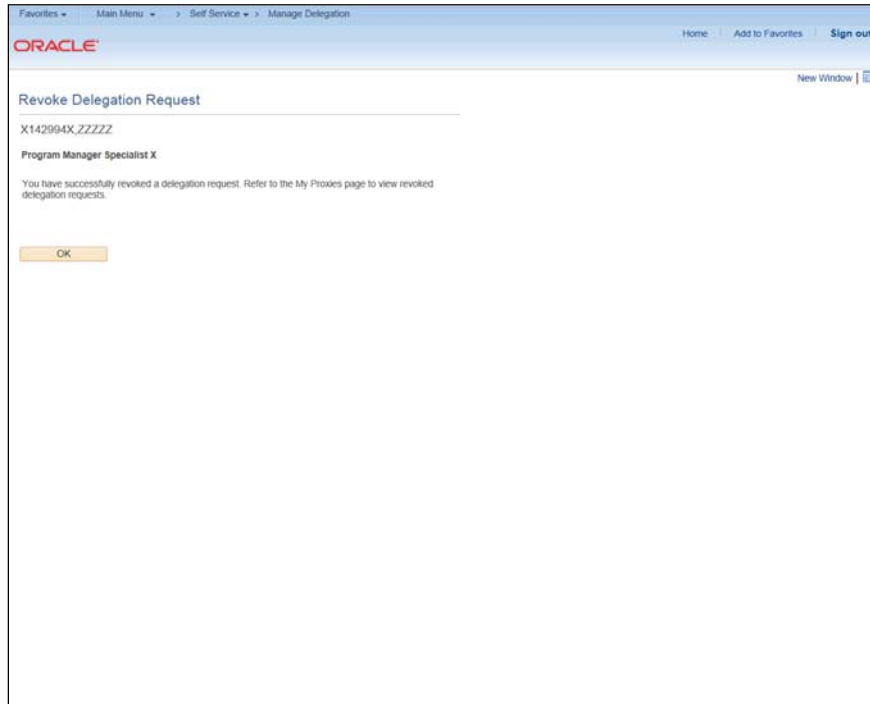 Favorites Main Menu > Self Service > Manage Delegation
ORACLE
Home Add to Favorites Sign out
New Window |
Revoke Delegation Request
X142994X,ZZZZZ
Program Manager Specialist X
You have successfully revoked a delegation request. Refer to the My Proxies page to view revoked
delegation requests.
OK